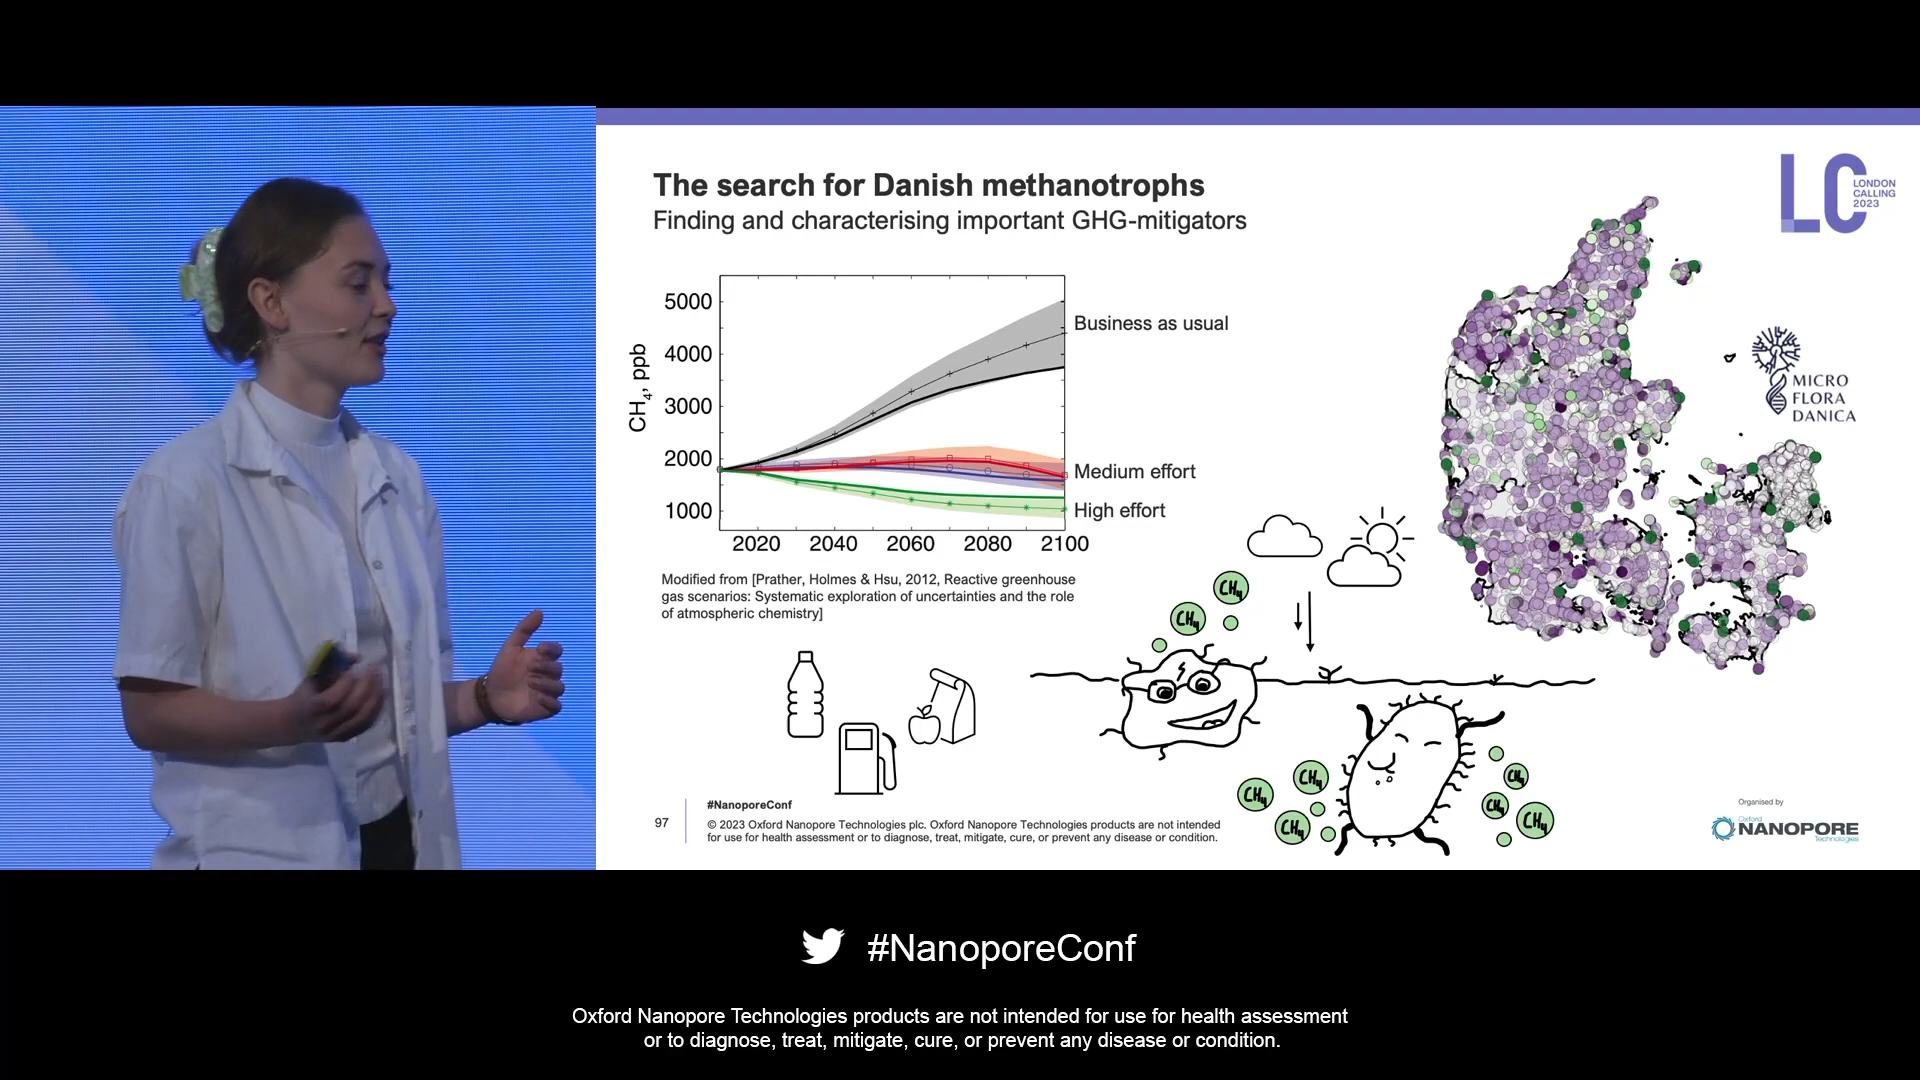 The search for Danish methanotrophs
Finding and characterising important GHG-mitigators
LC
LONDON
CALLING
2023
CH4, ppb
5000
4000
3000
2000
1000
2020 2040 2060 2080 2100
Business as usual
Medium effort
High effort
Modified from [Prather, Holmes & Hsu, 2012, Reactive greenhouse
gas scenarios: Systematic exploration of uncertainties and the role
of atmospheric chemistry]
MICRO
FLORA
DANICA
CH4
CH4
CH4
CH4
CH4
CH4
CH4
CH4
97
#NanoporeConf
© 2023 Oxford Nanopore Technologies plc. Oxford Nanopore Technologies products are not intended
for use for health assessment or to diagnose, treat, mitigate, cure, or prevent any disease or condition.
Organised by
Oxford
NANOPORE
Technologies
#NanoporeConf
Oxford Nanopore Technologies products are not intended for use for health assessment
or to diagnose, treat, mitigate, cure, or prevent any disease or condition.